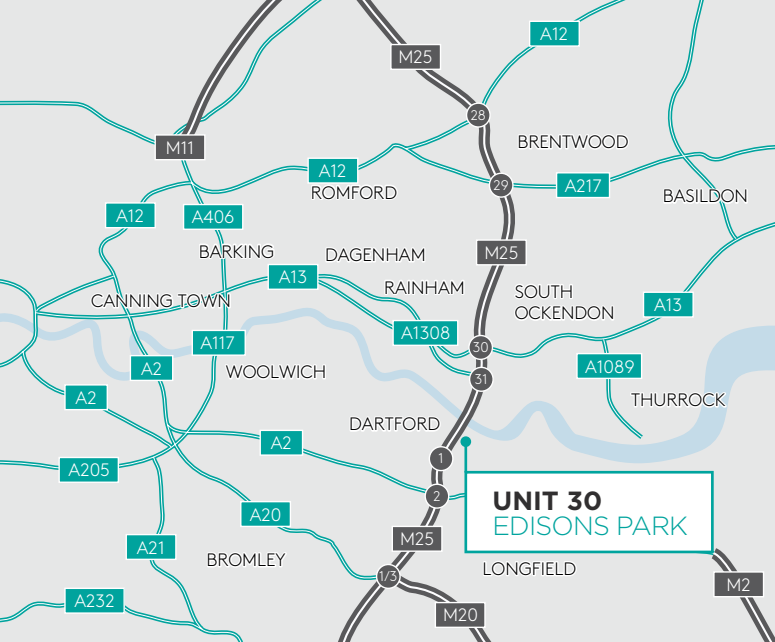 A12
M25
28
BRENTWOOD
M11
A12
29
A217
ROMFORD
BASILDON
A12
A406
BARKING
DAGENHAM
M25
A13
RAINHAM
SOUTH
OCKENDON
CANNING TOWN
A13
A1308
A117
30
A2
WOOLWICH
A1089
31
A2
THURROCK
DARTFORD
A2
1
A205
2
UNIT 30
EDISONS PARK
A20
M25
A21
BROMLEY
LONGFIELD
1/3
M2
A232
M20